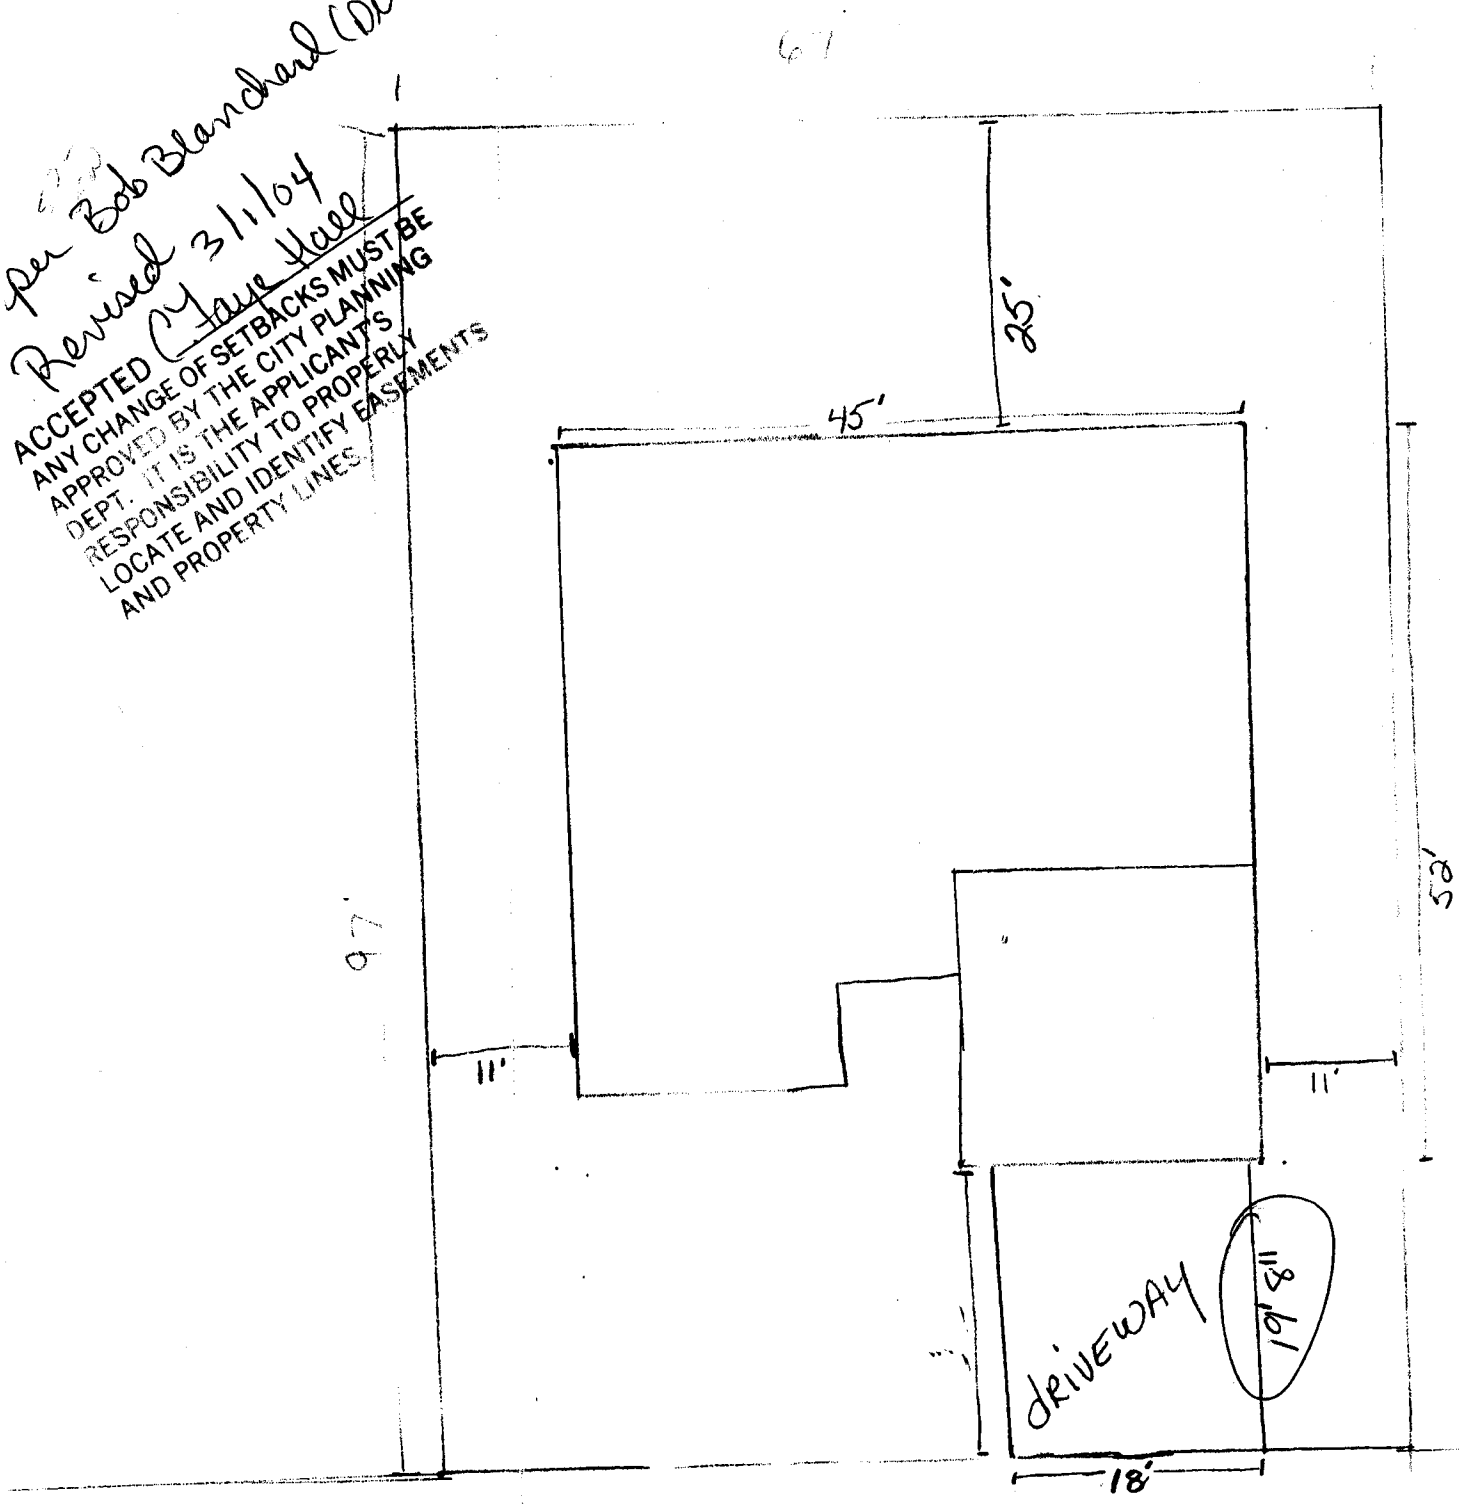 67
per Bob Blanchard
Revised 3/1/04
ACCEPTED C. Faye Hall
ANY CHANGE OF SETBACKS MUST BE
APPROVED BY THE CITY PLANNING
DEPT. IT IS THE APPLICANT'S
RESPONSIBILITY TO PROPERLY
LOCATE AND IDENTIFY EASEMENTS
AND PROPERTY LINES.
25'
45'
52'
97'
11'
11'
DRIVEWAY
19' 8"
18'